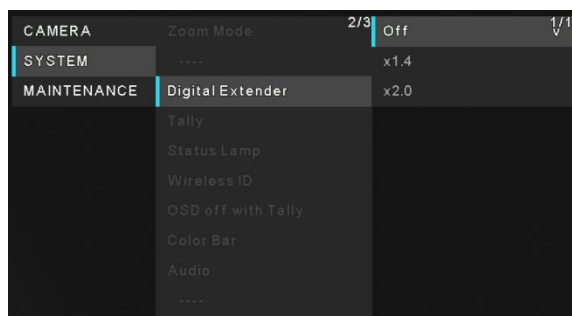 CAMERA
SYSTEM
MAINTENANCE
Zoom Mode 2/3
----
Digital Extender
Tally
Status Lamp
Wireless ID
OSD off with Tally
Color Bar
Audio
----
Off 1/1
x1.4
x2.0